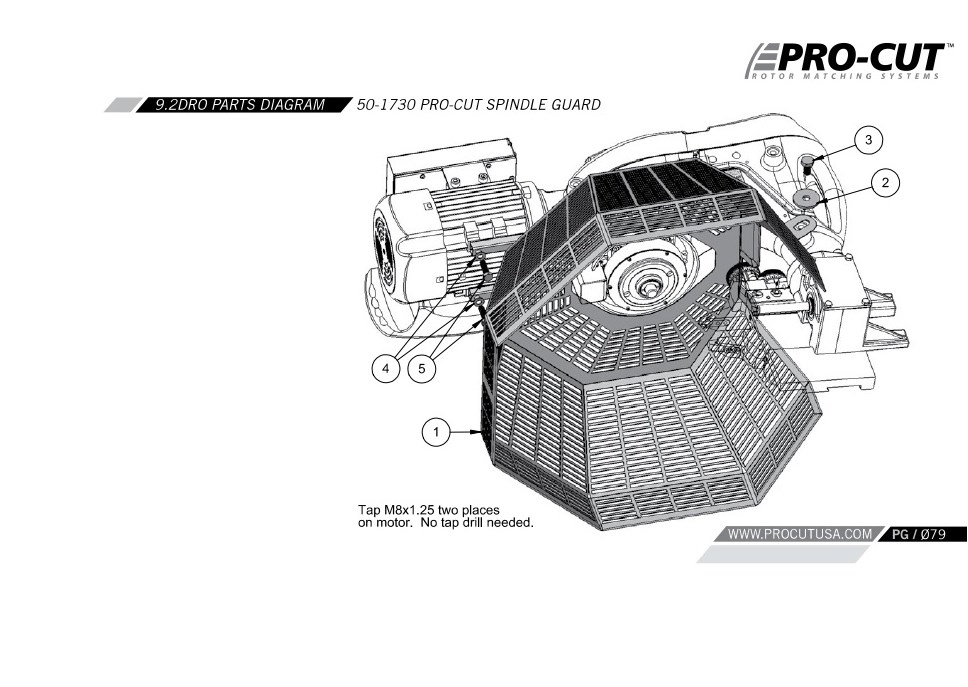 PRO-CUT™
ROTOR MATCHING SYSTEMS
9.2DRO PARTS DIAGRAM 50-1730 PRO-CUT SPINDLE GUARD
3
2
4 5
1
Tap M8x1.25 two places
on motor. No tap drill needed.
WWW.PROCUTUSA.COM PG / Ø79